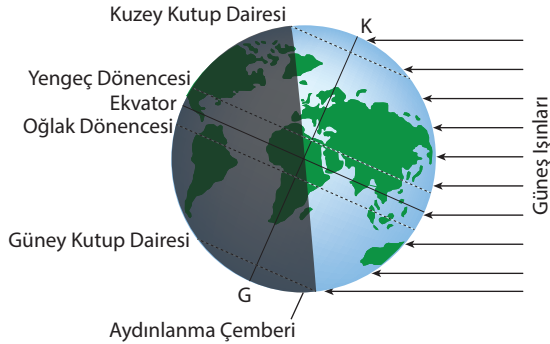 Kuzey Kutup Dairesi
K
Yengeç Dönencesi
Ekvator
Oğlak Dönencesi
Güneş Işınları
Güney Kutup Dairesi
G
Aydınlanma Çemberi